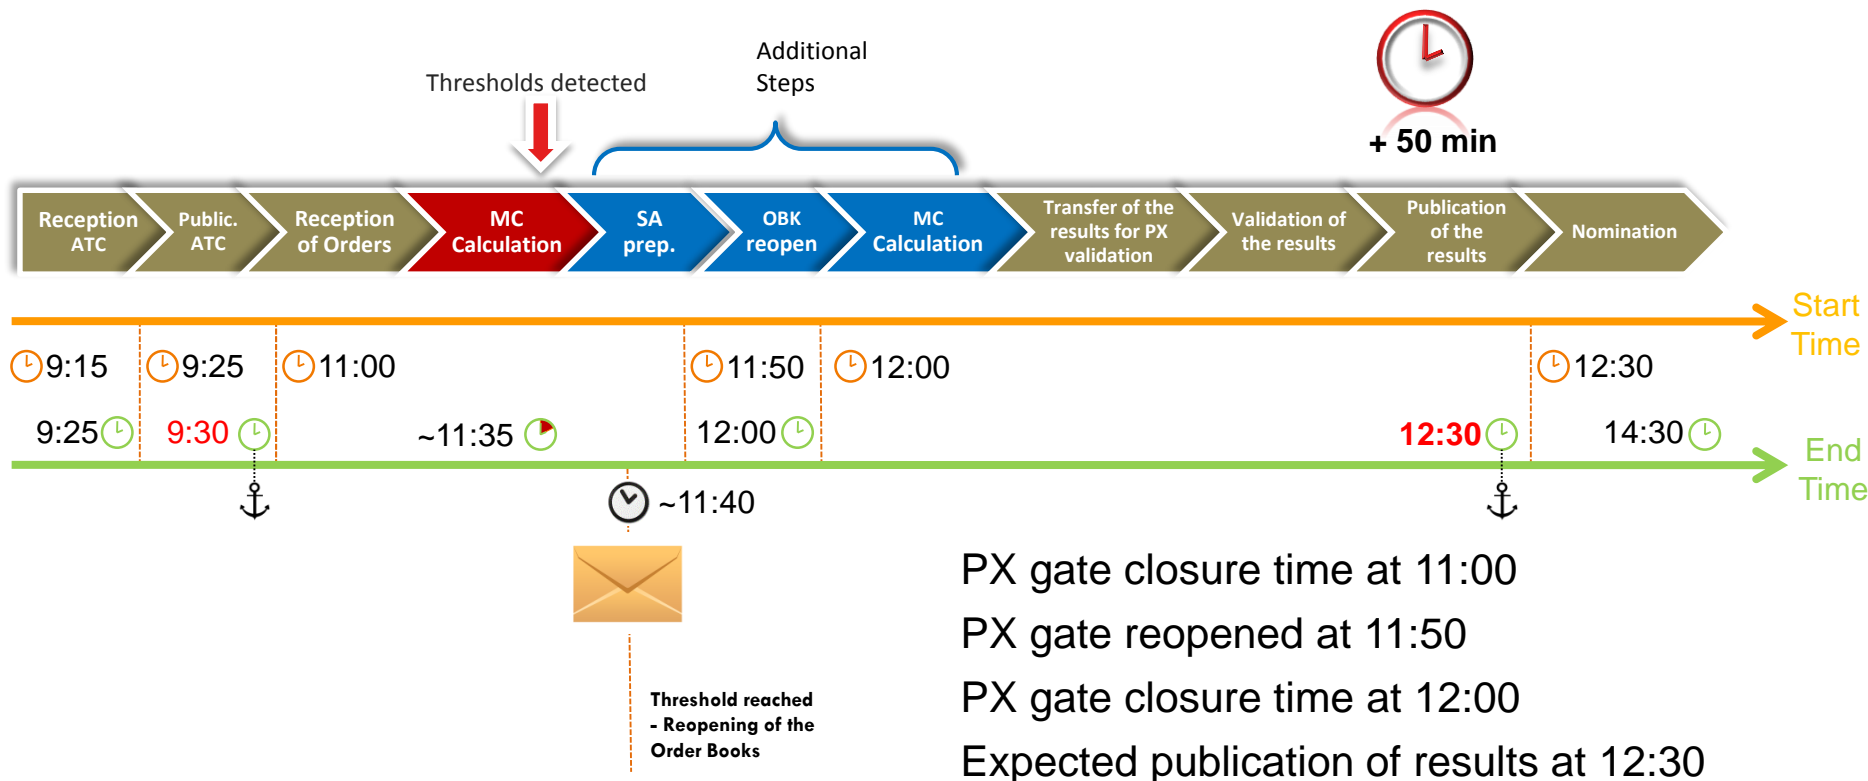 Additional
Steps
Thresholds detected
+ 50 min
Reception
ATC
Public.
ATC
Reception
of Orders
MC
Calculation
SA
prep.
OBK
reopen
MC
Calculation
Transfer of the
results for PX
validation
Validation of
the results
Publication
of the
results
Nomination
Start
Time
9:15
9:25
11:00
11:50
12:00
12:30
9:25
9:30
~11:35
12:00
12:30
14:30
End
Time
~11:40
Threshold reached
- Reopening of the
Order Books
PX gate closure time at 11:00
PX gate reopened at 11:50
PX gate closure time at 12:00
Expected publication of results at 12:30